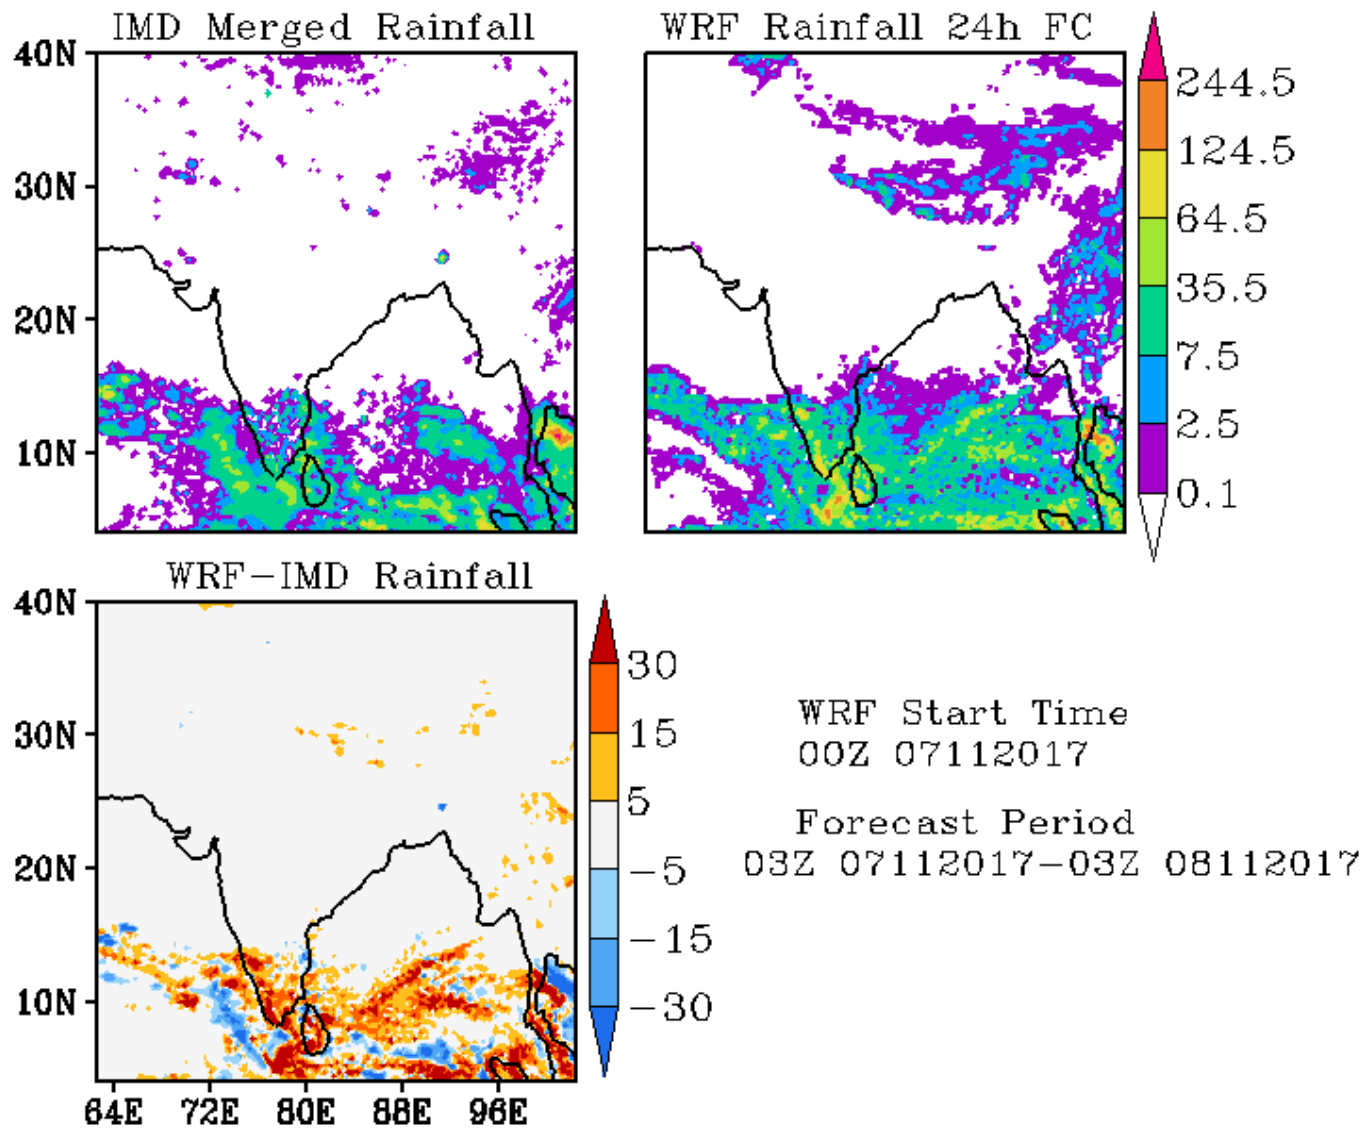 IMD Merged Rainfall
WRF Rainfall 24h FC
40N
30N
20N
10N
244.5
124.5
64.5
35.5
7.5
2.5
0.1
WRF-IMD Rainfall
40N
30N
20N
10N
64E 72E 80E 88E 96E
30
15
5
-5
-15
-30
WRF Start Time
00Z 07112017
Forecast Period
03Z 07112017-03Z 08112017